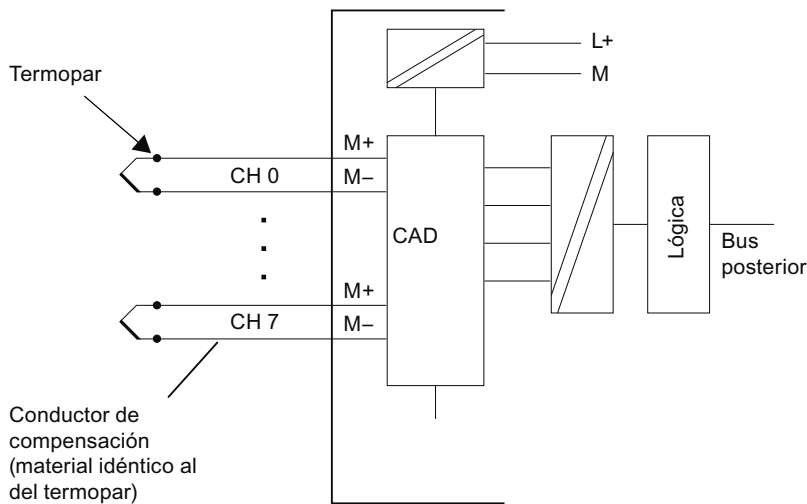 L+
M
Termopar
M+
CH 0
M−
CAD
Lógica
Bus
posterior
M+
CH 7
M−
Conductor de
compensación
(material idéntico al
del termopar)